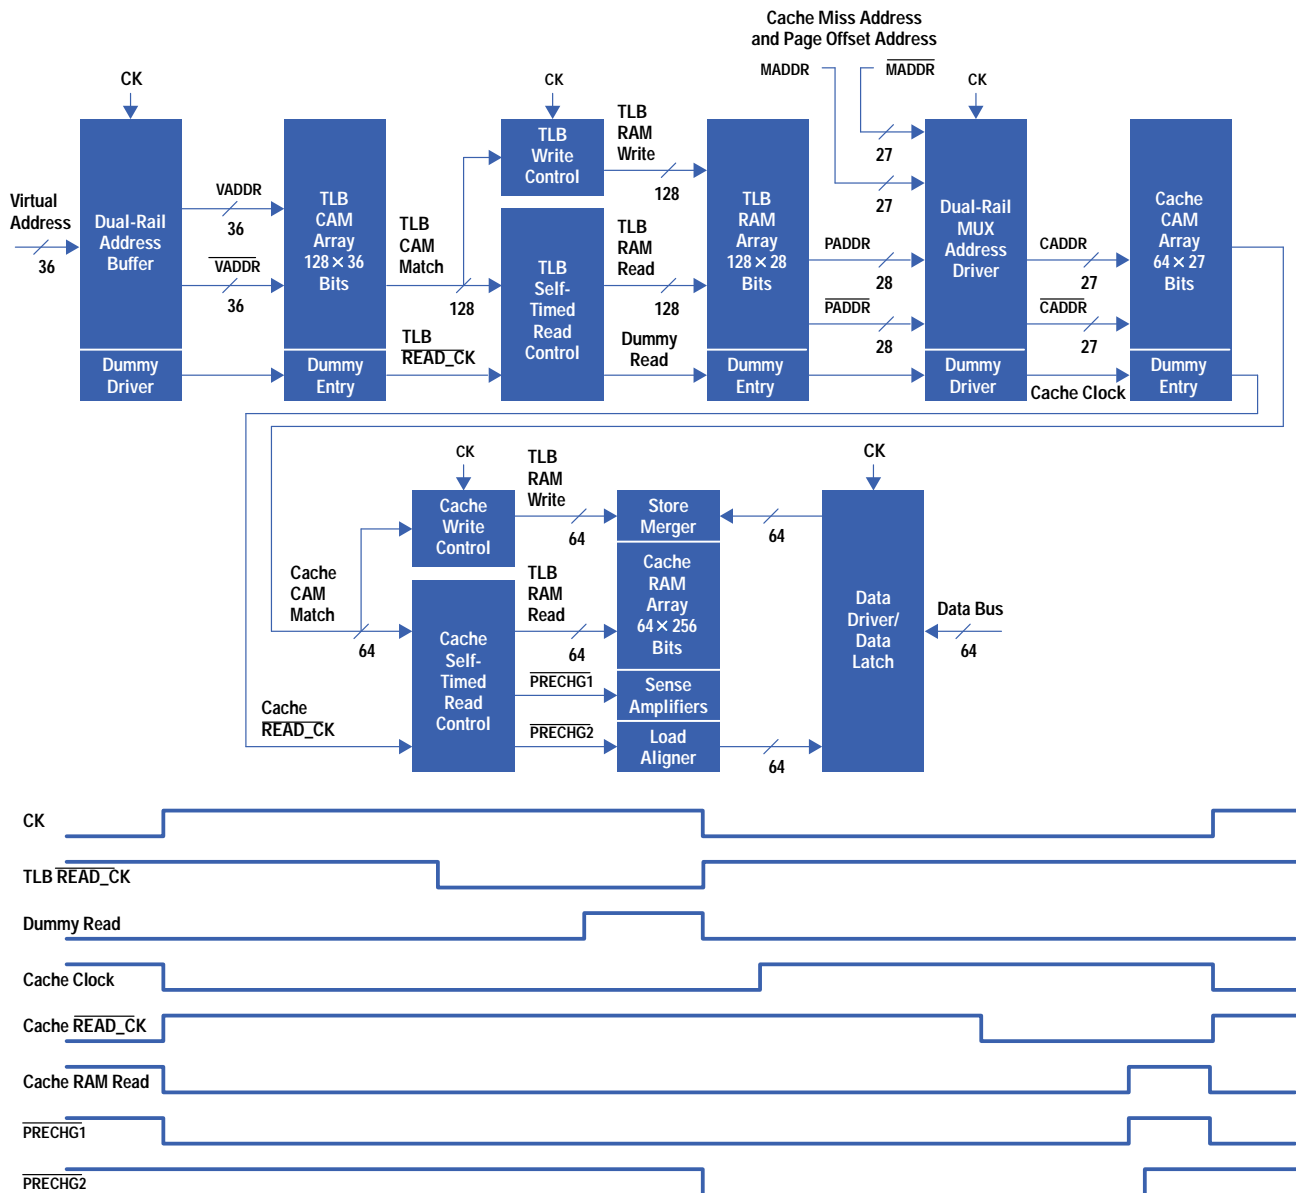 Cache Miss Address
and Page Offset Address
MADDR
MADDR
CK
CK
CK
Virtual
Address
36
Dual-Rail
Address
Buffer
Dummy
Driver
VADDR
36
VADDR
36
TLB
CAM
Array
128 × 36
Bits
Dummy
Entry
TLB
CAM
Match
128
TLB
READ_CK
TLB
Write
Control
TLB
Self-
Timed
Read
Control
TLB
RAM
Write
128
TLB
RAM
Read
128
Dummy
Read
TLB
RAM
Array
128 × 28
Bits
Dummy
Entry
27
27
PADDR
28
PADDR
28
Dual-Rail
MUX
Address
Driver
Dummy
Driver
CADDR
27
CADDR
27
Cache Clock
Cache
CAM
Array
64 × 27
Bits
Dummy
Entry
CK
CK
Cache
CAM
Match
64
Cache
READ_CK
Cache
Write
Control
Cache
Self-
Timed
Read
Control
TLB
RAM
Write
64
TLB
RAM
Read
64
PRECHG1
PRECHG2
Store
Merger
Cache
RAM
Array
64 × 256
Bits
Sense
Amplifiers
Load
Aligner
64
64
Data
Driver/
Data
Latch
Data Bus
64
CK
TLB READ_CK
Dummy Read
Cache Clock
Cache READ_CK
Cache RAM Read
PRECHG1
PRECHG2